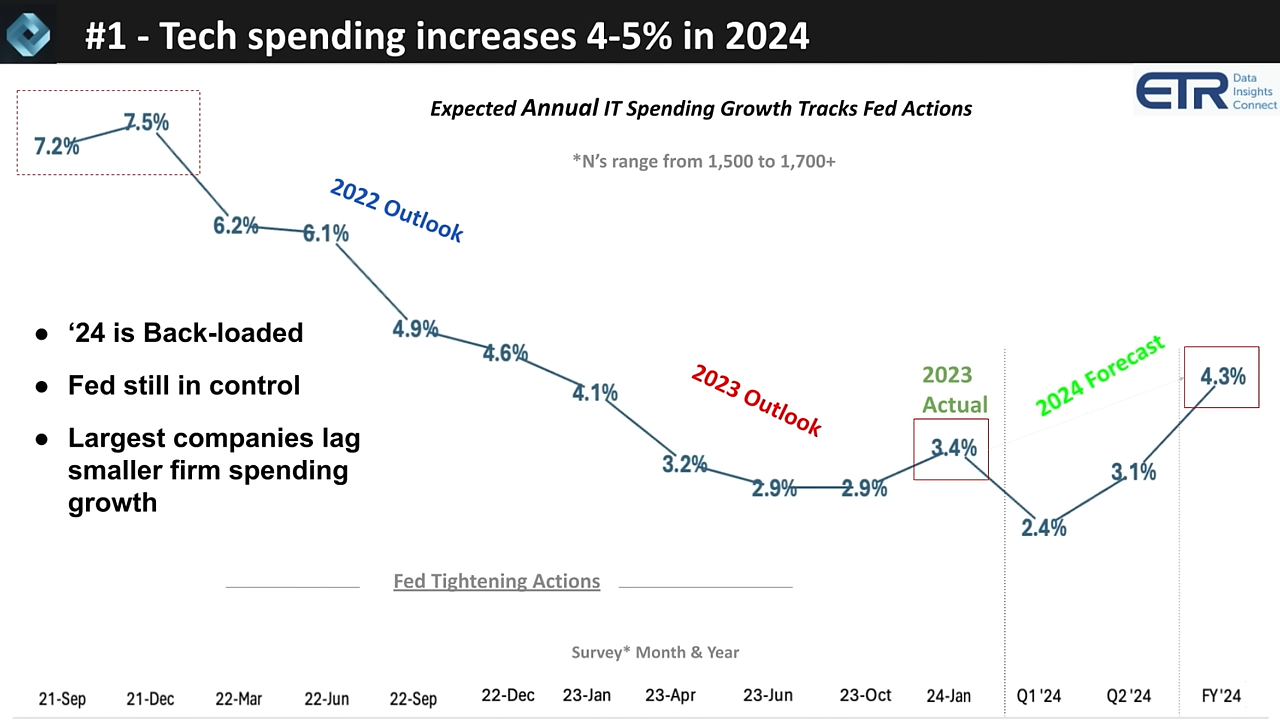 #1 - Tech spending increases 4-5% in 2024
ETR Data
Insights
Connect
Expected Annual IT Spending Growth Tracks Fed Actions
*N’s range from 1,500 to 1,700+
7.2%
7.5%
6.2%
6.1%
2022 Outlook
4.9%
4.6%
4.1%
3.2%
2.9%
2.9%
2023 Outlook
2023
Actual
3.4%
2024 Forecast
2.4%
3.1%
4.3%
● ‘24 is Back-loaded
● Fed still in control
● Largest companies lag
smaller firm spending
growth
Fed Tightening Actions
Survey* Month & Year
21-Sep 21-Dec 22-Mar 22-Jun 22-Sep 22-Dec 23-Jan 23-Apr 23-Jun 23-Oct 24-Jan Q1 '24 Q2 '24 FY'24